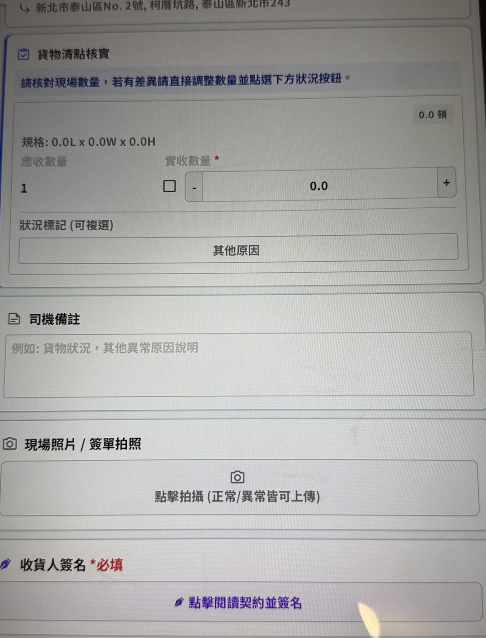 新北市泰山區No. 2號, 柯厝坑路, 泰山區新北市243
貨物清點核實
請核對現場數量，若有差異請直接調整數量並點選下方狀況按鈕。
0.0 頓
規格: 0.0L x 0.0W x 0.0H
應收數量
實收數量 *
1
-
0.0
+
狀況標記 (可複選)
其他原因
司機備註
例如: 貨物狀況，其他異常原因說明
現場照片 / 簽單拍照
點擊拍攝 (正常/異常皆可上傳)
收貨人簽名 *必填
點擊閱讀契約並簽名